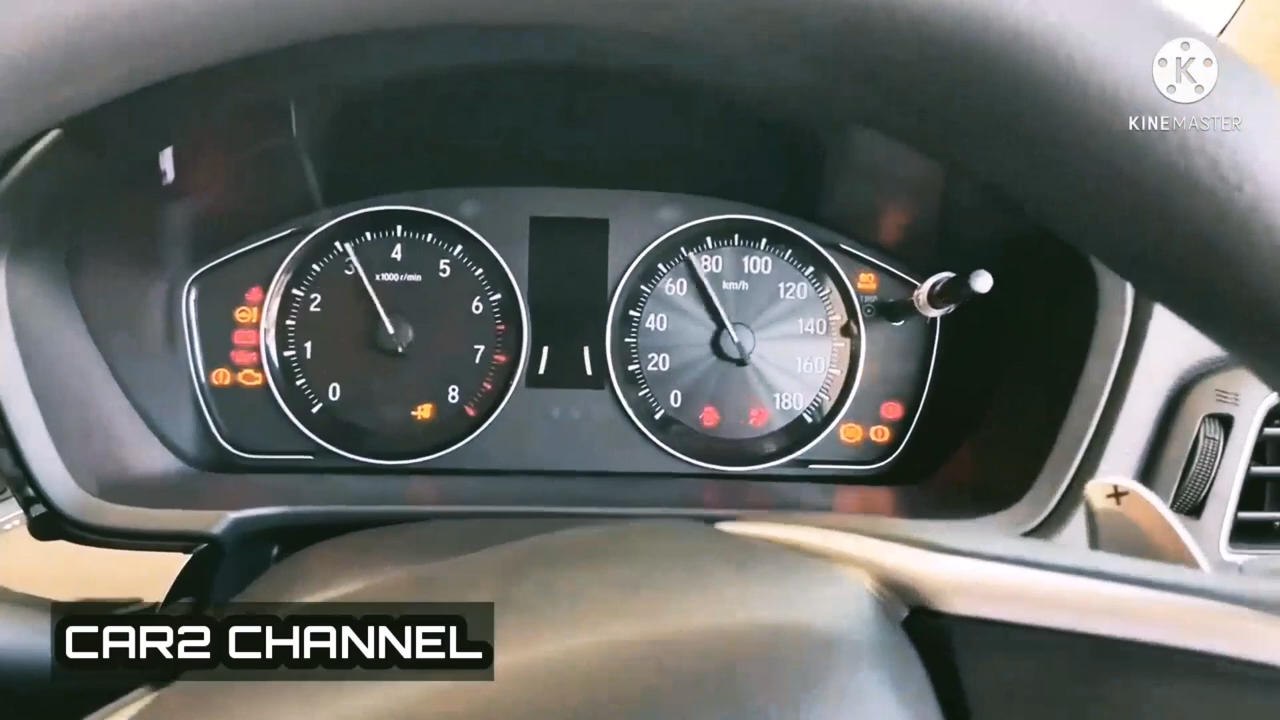 K
KINEMASTER
0 1 2 3 4 5 6 7 8
x1000 r/min
0 20 40 60 80 100 120 140 160 180
km/h
TRIP
+
CAR2 CHANNEL